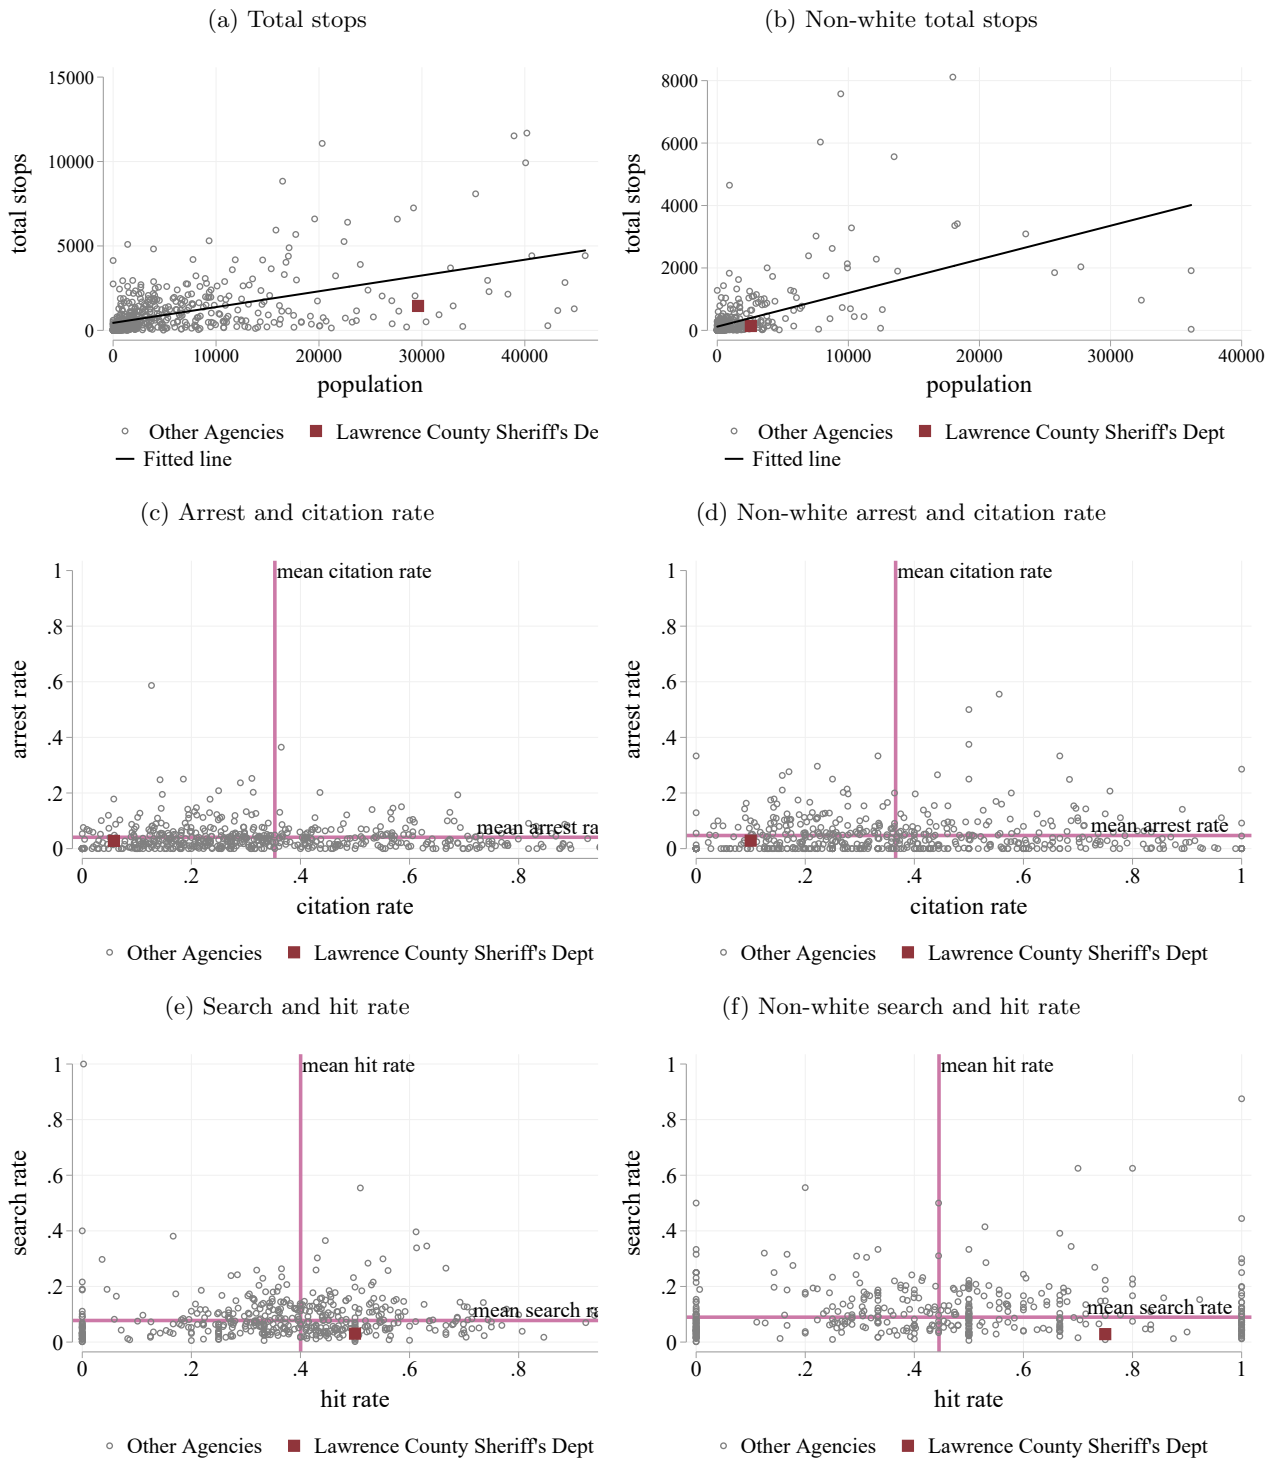 (a) Total stops
(b) Non-white total stops
15000
10000
5000
0
total stops
0 10000 20000 30000 40000
population
Other Agencies Lawrence County Sheriff's De
Fitted line
8000
6000
4000
2000
0
total stops
0 10000 20000 30000 40000
population
Other Agencies Lawrence County Sheriff's Dept
Fitted line
(c) Arrest and citation rate
(d) Non-white arrest and citation rate
mean citation rate
1
.8
.6
.4
.2
0
arrest rate
mean arrest ra
0 .2 .4 .6 .8
citation rate
Other Agencies Lawrence County Sheriff's Dept
mean citation rate
1
.8
.6
.4
.2
0
arrest rate
mean arrest rate
0 .2 .4 .6 .8 1
citation rate
Other Agencies Lawrence County Sheriff's Dept
(e) Search and hit rate
(f) Non-white search and hit rate
mean hit rate
1
.8
.6
.4
.2
0
search rate
mean search ra
0 .2 .4 .6 .8
hit rate
Other Agencies Lawrence County Sheriff's Dept
mean hit rate
1
.8
.6
.4
.2
0
search rate
mean search rate
0 .2 .4 .6 .8 1
hit rate
Other Agencies Lawrence County Sheriff's Dept